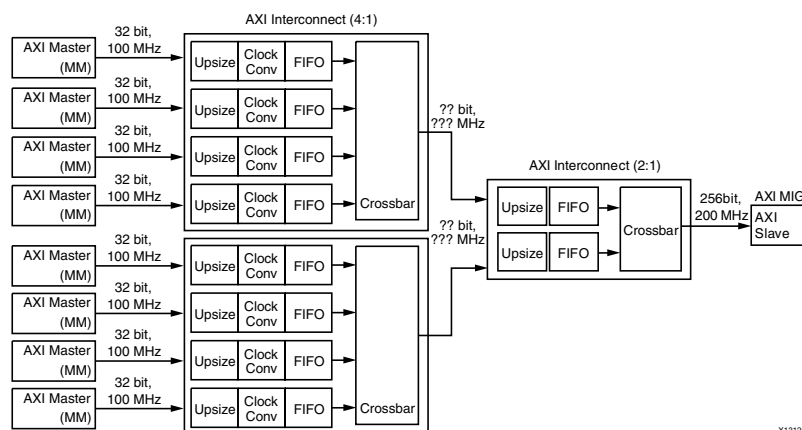 AXI Interconnect (4:1)
AXI Master
(MM)
32 bit,
100 MHz
Upsize
Clock
Conv
FIFO
AXI Master
(MM)
32 bit,
100 MHz
Upsize
Clock
Conv
FIFO
AXI Master
(MM)
32 bit,
100 MHz
Upsize
Clock
Conv
FIFO
AXI Master
(MM)
32 bit,
100 MHz
Upsize
Clock
Conv
FIFO
Crossbar
?? bit,
??? MHz
AXI Interconnect (2:1)
Upsize
FIFO
Upsize
FIFO
Crossbar
256bit,
200 MHz
AXI MIG
AXI
Slave
?? bit,
??? MHz
AXI Master
(MM)
32 bit,
100 MHz
Upsize
Clock
Conv
FIFO
AXI Master
(MM)
32 bit,
100 MHz
Upsize
Clock
Conv
FIFO
AXI Master
(MM)
32 bit,
100 MHz
Upsize
Clock
Conv
FIFO
AXI Master
(MM)
32 bit,
100 MHz
Upsize
Clock
Conv
FIFO
Crossbar